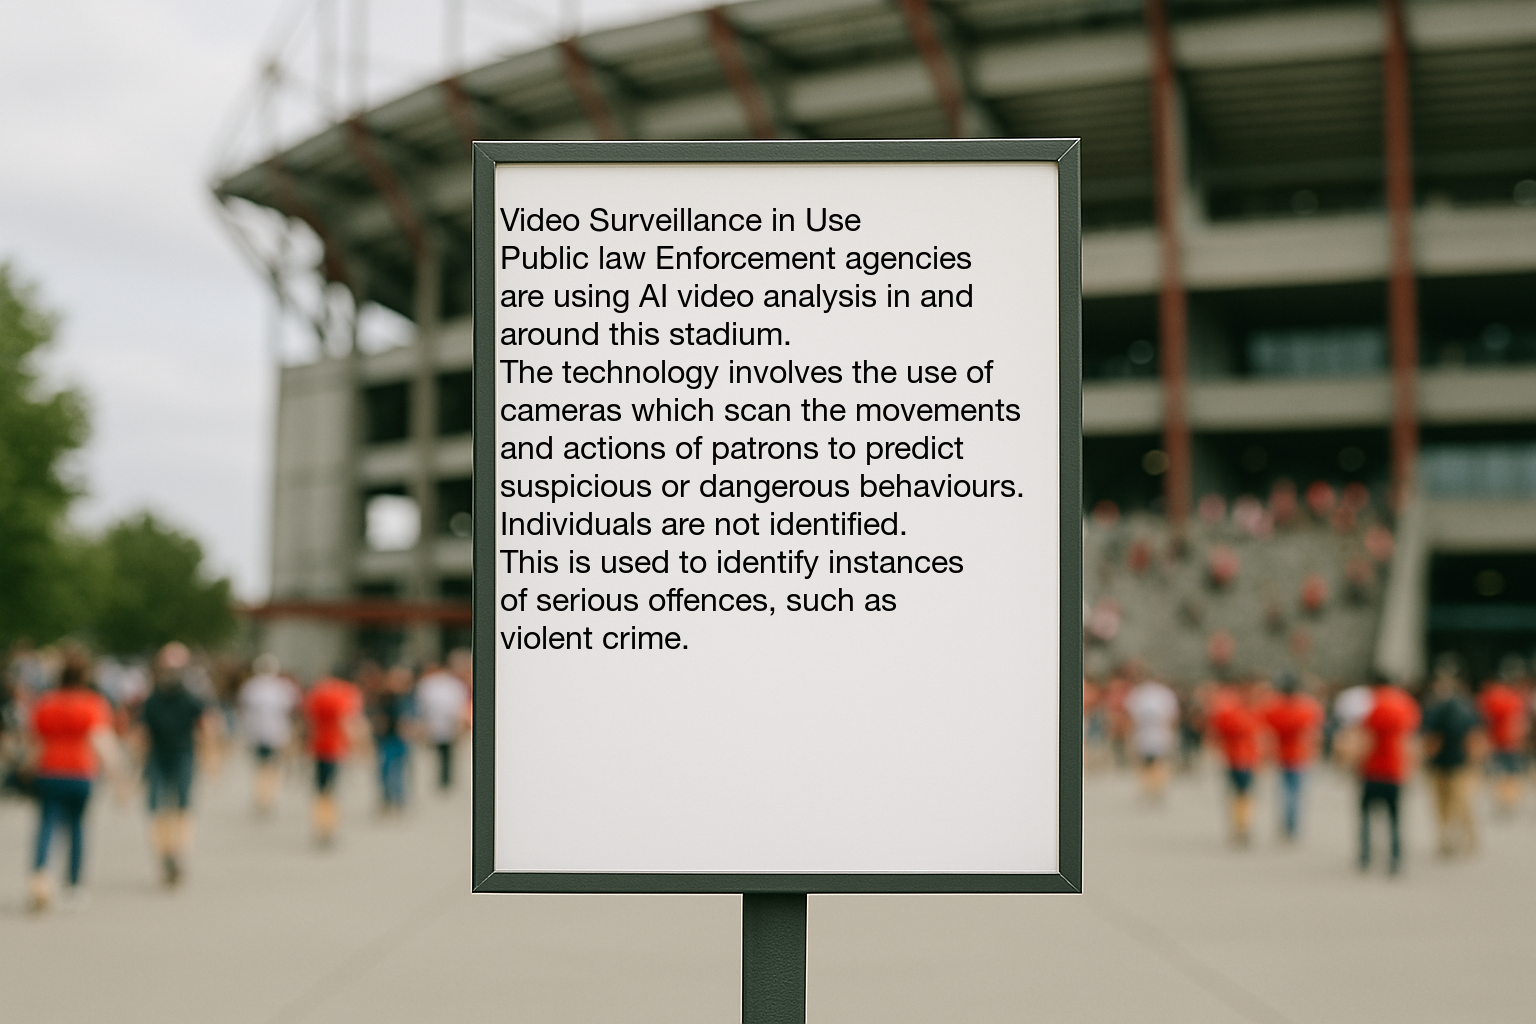 Video Surveillance in Use
Public law Enforcement agencies
are using AI video analysis in and
around this stadium.
The technology involves the use of
cameras which scan the movements
and actions of patrons to predict
suspicious or dangerous behaviours.
Individuals are not identified.
This is used to identify instances
of serious offences, such as
violent crime.